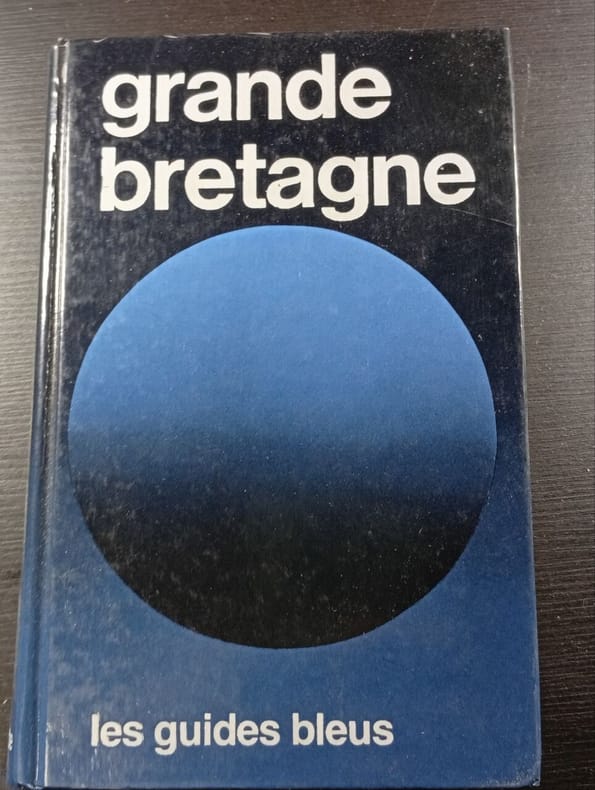 grande
bretagne
les guides bleus